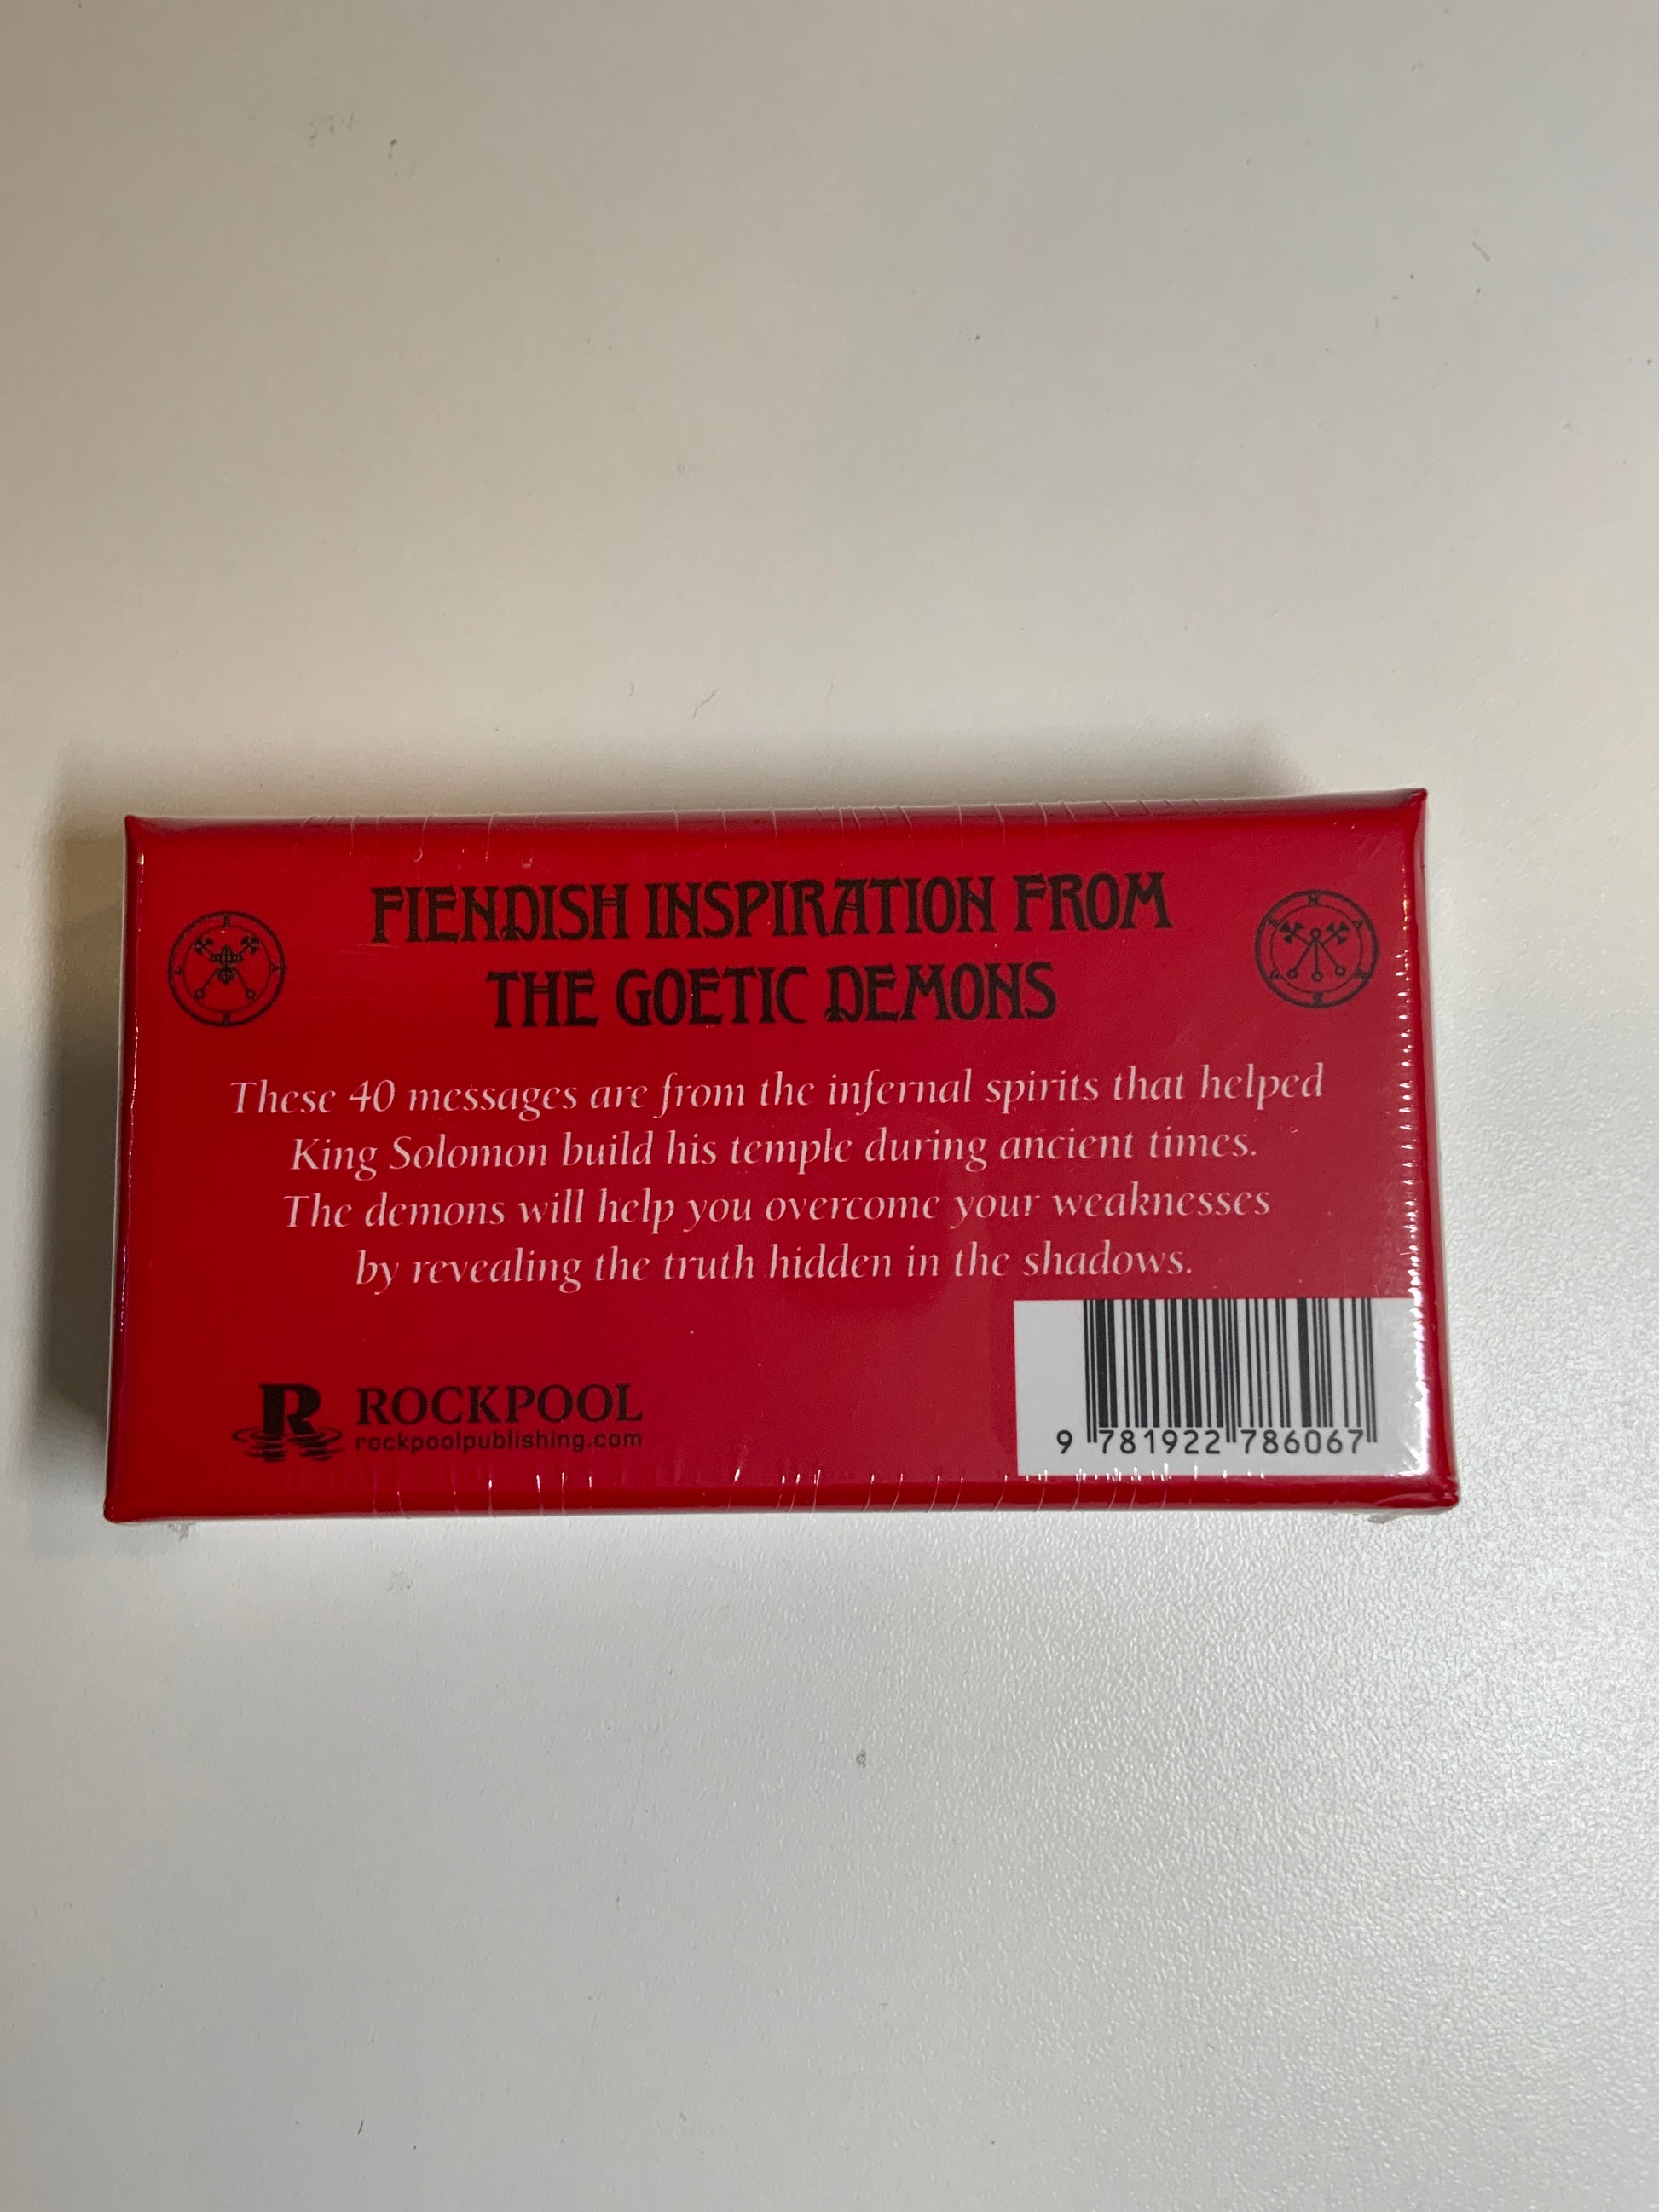 FIENDISH INSPIRATION FROM
THE GOETIC DEMONS
These 40 messages are from the infernal spirits that helped
King Solomon build his temple during ancient times.
The demons will help you overcome your weaknesses
by revealing the truth hidden in the shadows.
R ROCKPOOL
rockpoolpublishing.com
9 781922 786067